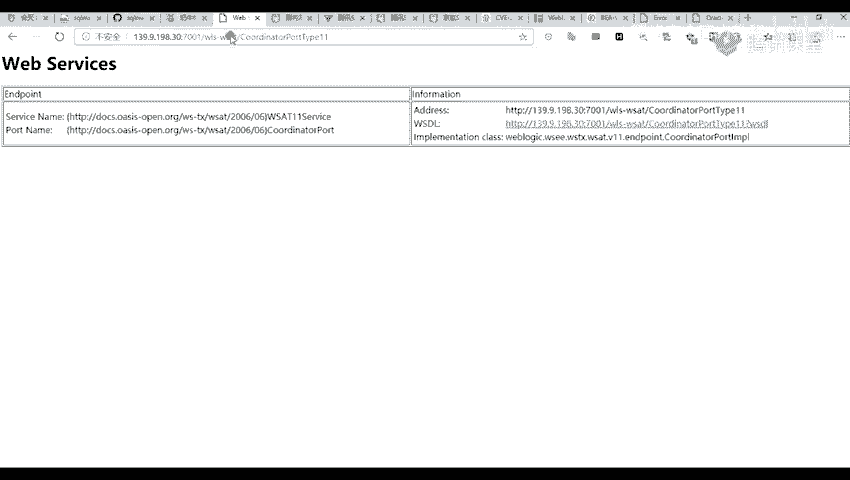 不安全 139.9.198.30:7001/wls-wsat/CoordinatorPortType11
Web Services
Endpoint
Information
Service Name: (http://docs.oasis-open.org/ws-tx/wsat/2006/06)WSAT11Service
Port Name: (http://docs.oasis-open.org/ws-tx/wsat/2006/06)CoordinatorPort
Address: http://139.9.198.30:7001/wls-wsat/CoordinatorPortType11
WSDL: http://139.9.198.30:7001/wls-wsat/CoordinatorPortType11?wsdl
Implementation class: weblogic.wsee.wstx.wsat.v11.endpoint.CoordinatorPortImpl